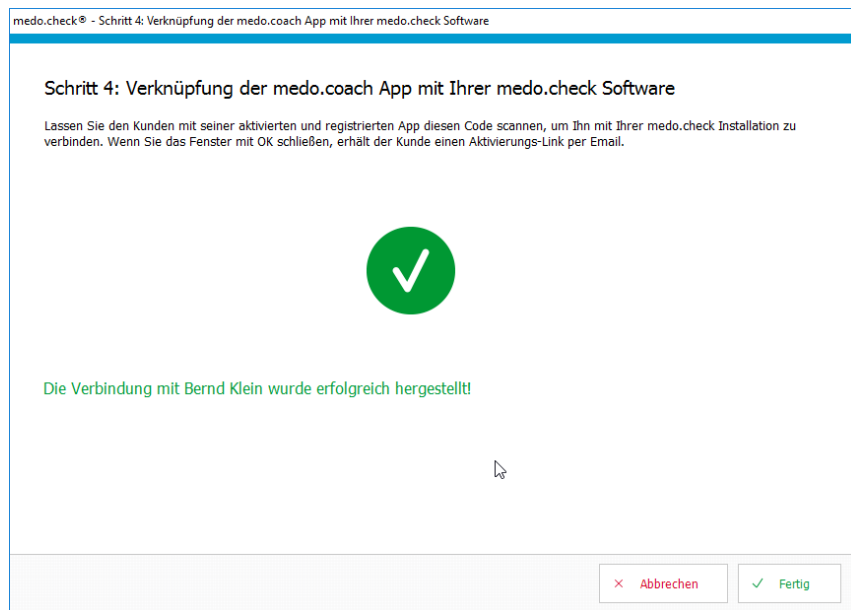 medo.check® - Schritt 4: Verknüpfung der medo.coach App mit Ihrer medo.check Software
Schritt 4: Verknüpfung der medo.coach App mit Ihrer medo.check Software
Lassen Sie den Kunden mit seiner aktivierten und registrierten App diesen Code scannen, um Ihn mit Ihrer medo.check Installation zu
verbinden. Wenn Sie das Fenster mit OK schließen, erhält der Kunde einen Aktivierungs-Link per Email.
Die Verbindung mit Bernd Klein wurde erfolgreich hergestellt!
Abbrechen
Fertig